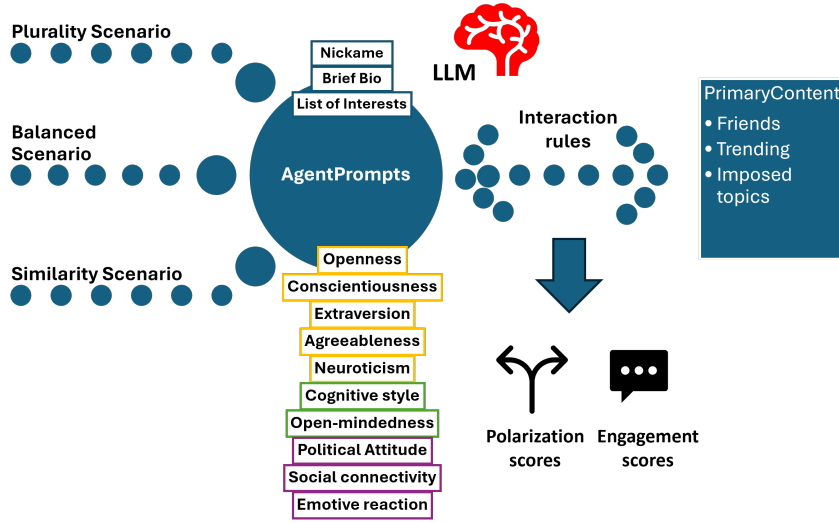 Plurality Scenario
Balanced
Scenario
Similarity Scenario
Nickame
Brief Bio
List of Interests
AgentPrompts
Openness
Conscientiousness
Extraversion
Agreeableness
Neuroticism
Cognitive style
Open-mindedness
Political Attitude
Social connectivity
Emotive reaction
LLM
Interaction
rules
PrimaryContent
• Friends
• Trending
• Imposed
topics
Polarization
scores
Engagement
scores